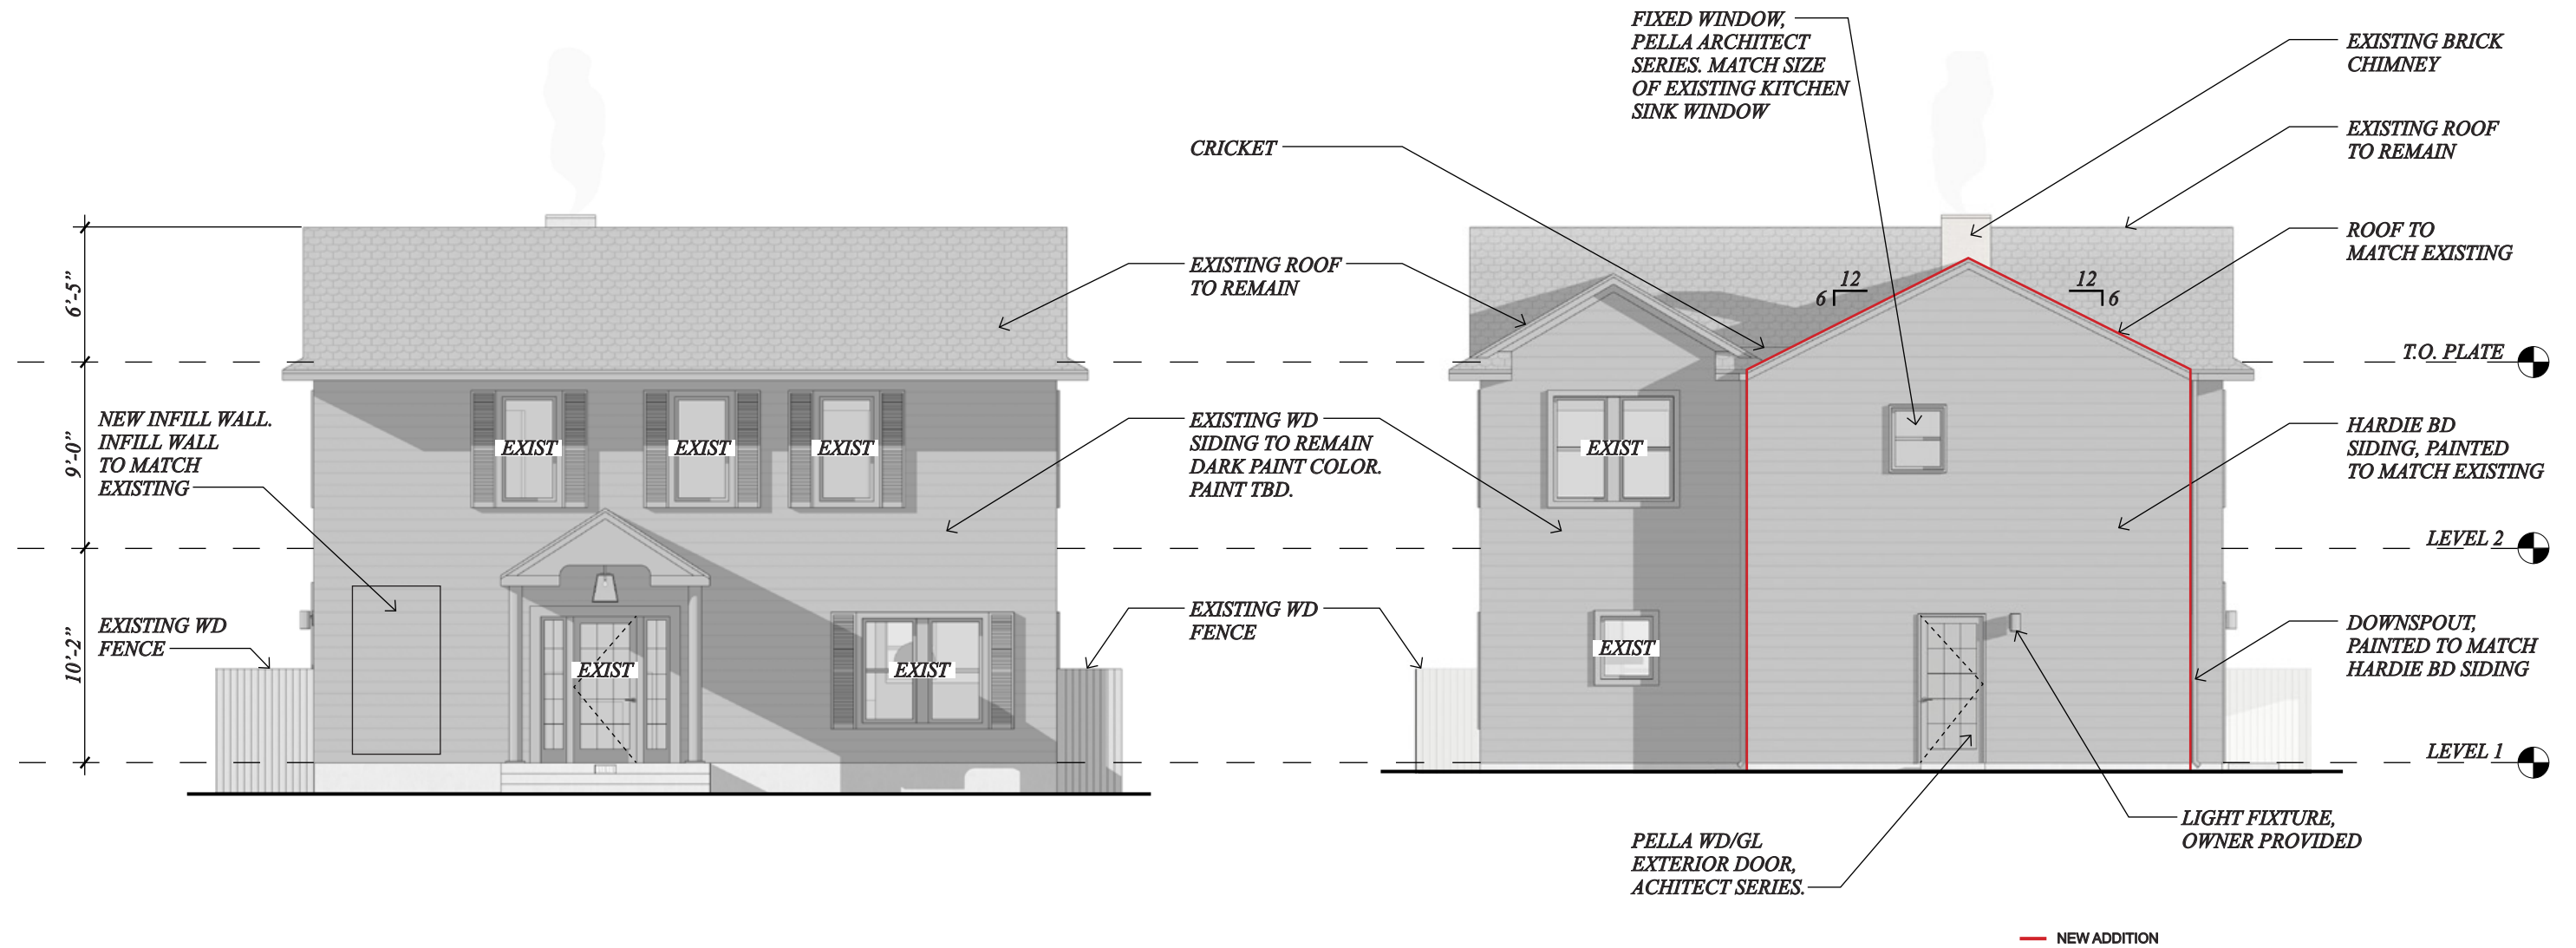 FIXED WINDOW,
PELLA ARCHITECT
SERIES. MATCH SIZE
OF EXISTING KITCHEN
SINK WINDOW
EXISTING BRICK
CHIMNEY
CRICKET
EXISTING ROOF
TO REMAIN
ROOF TO
MATCH EXISTING
EXISTING ROOF
TO REMAIN
12
6
12
6
6'-5"
9'-0"
10'-2"
T.O. PLATE
NEW INFILL WALL.
INFILL WALL
TO MATCH
EXISTING
EXIST
EXIST
EXIST
EXISTING WD
SIDING TO REMAIN
DARK PAINT COLOR.
PAINT TBD.
EXIST
HARDIE BD
SIDING, PAINTED
TO MATCH EXISTING
LEVEL 2
EXISTING WD
FENCE
EXIST
EXIST
EXISTING WD
FENCE
EXIST
DOWNSPOUT,
PAINTED TO MATCH
HARDIE BD SIDING
LEVEL 1
LIGHT FIXTURE,
OWNER PROVIDED
PELLA WD/GL
EXTERIOR DOOR,
ACHITECT SERIES.
NEW ADDITION